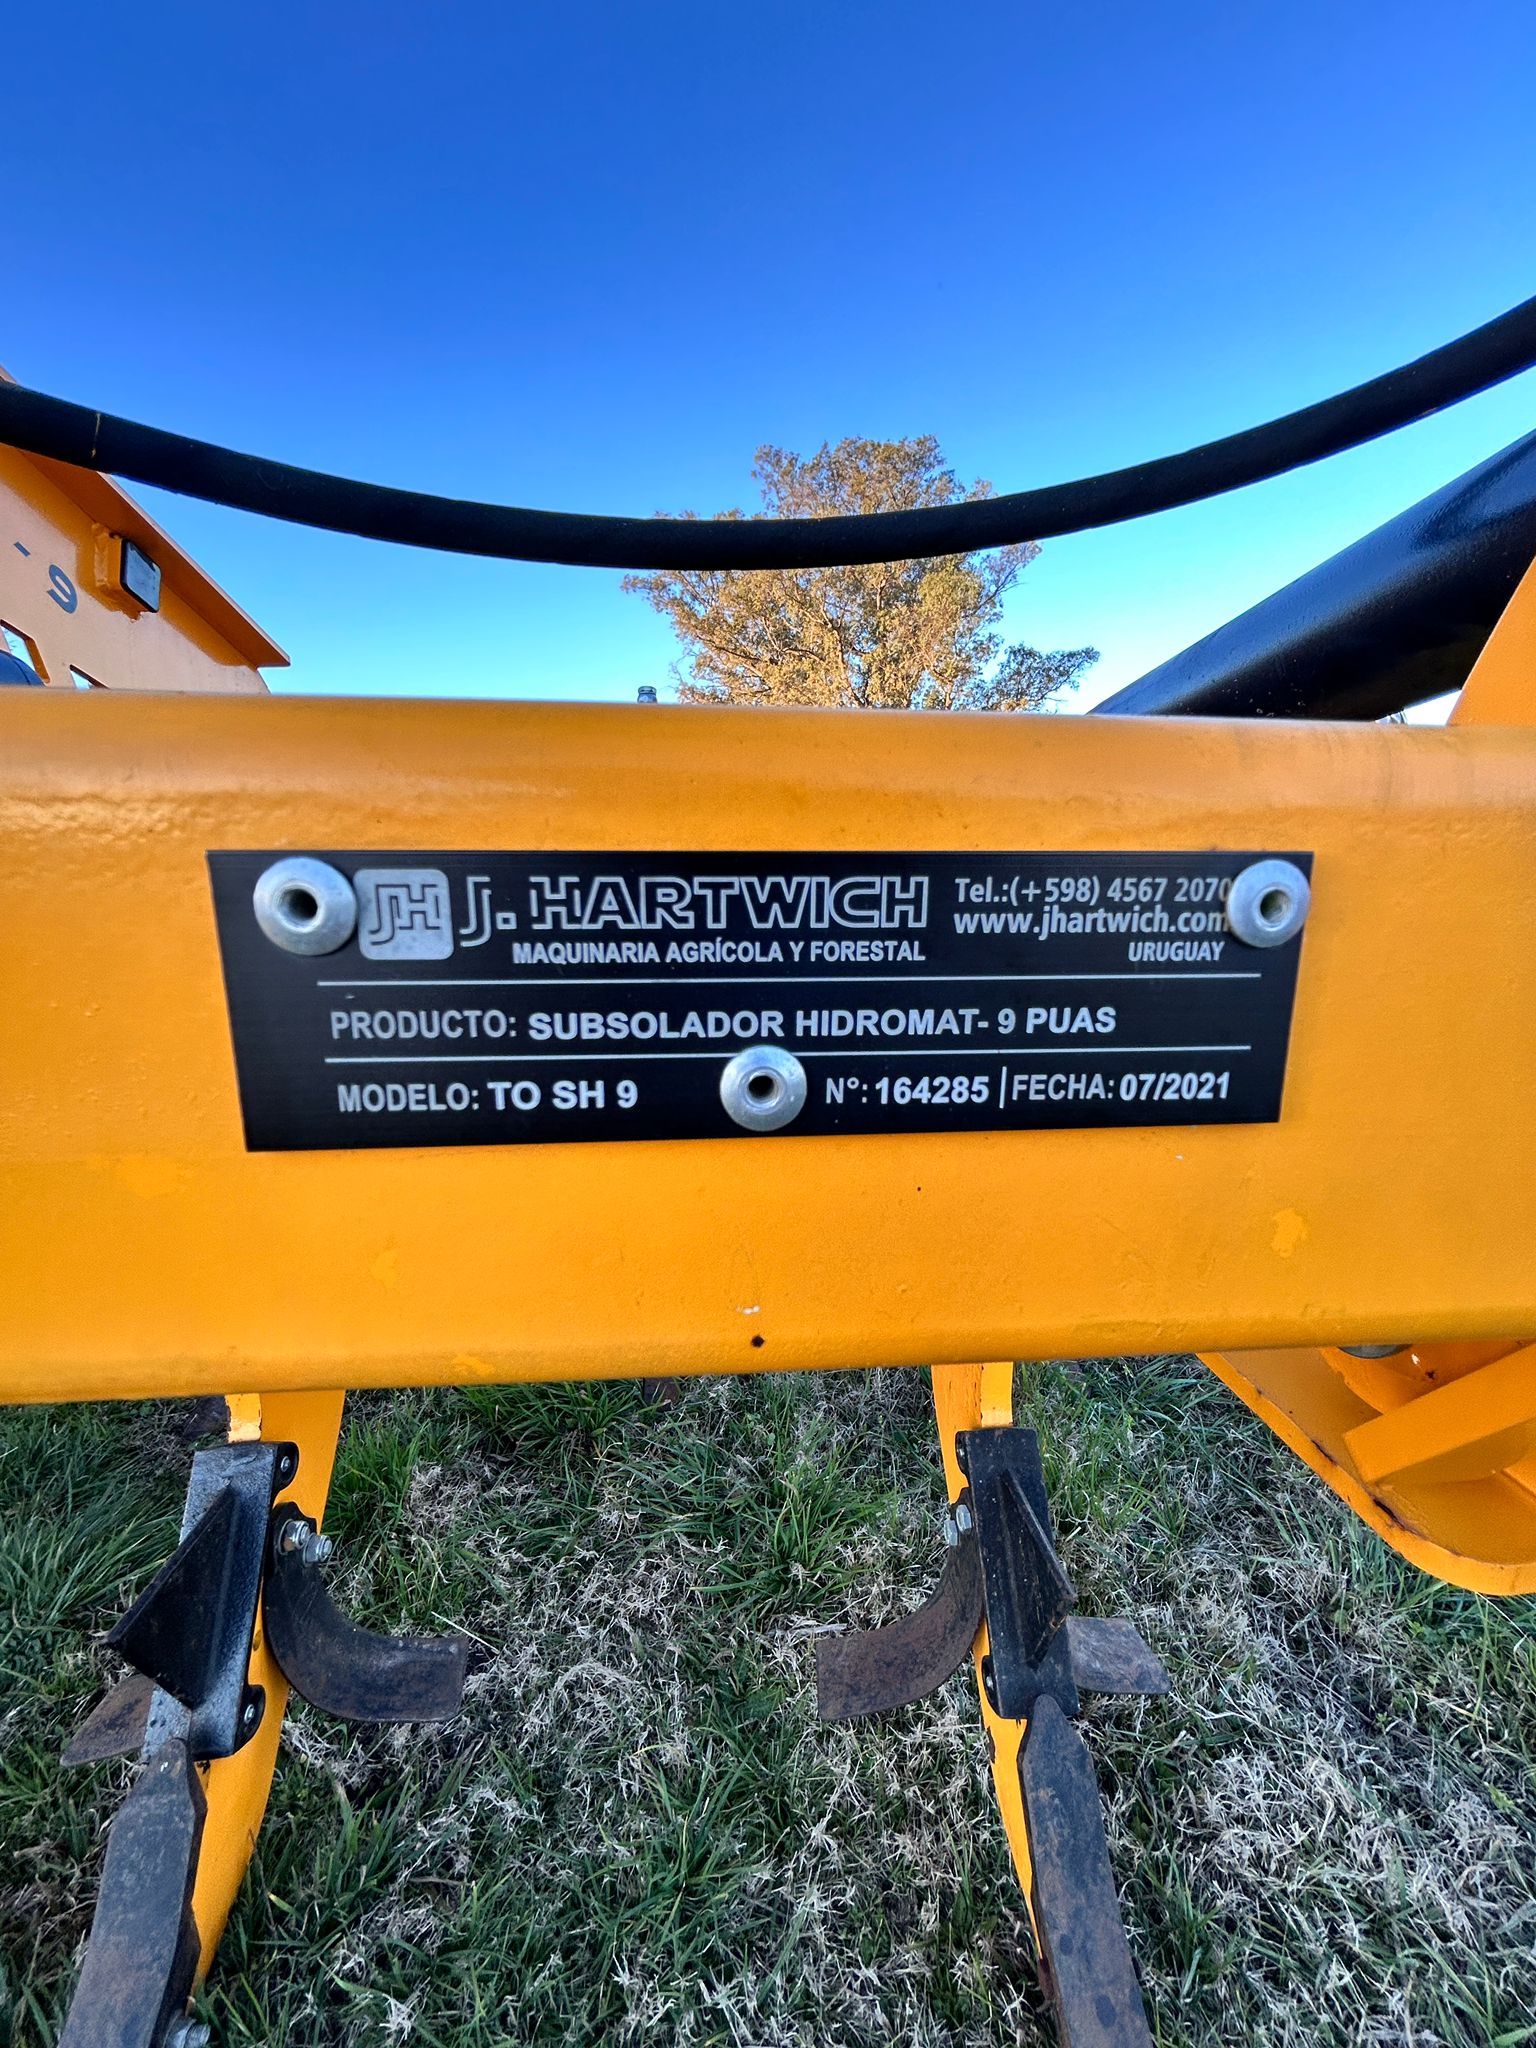 - 9
JH J. HARTWICH
MAQUINARIA AGRÍCOLA Y FORESTAL
Tel.:(+598) 4567 2070
www.jhartwich.com
URUGUAY
PRODUCTO: SUBSOLADOR HIDROMAT- 9 PUAS
MODELO: TO SH 9
N°: 164285 | FECHA: 07/2021